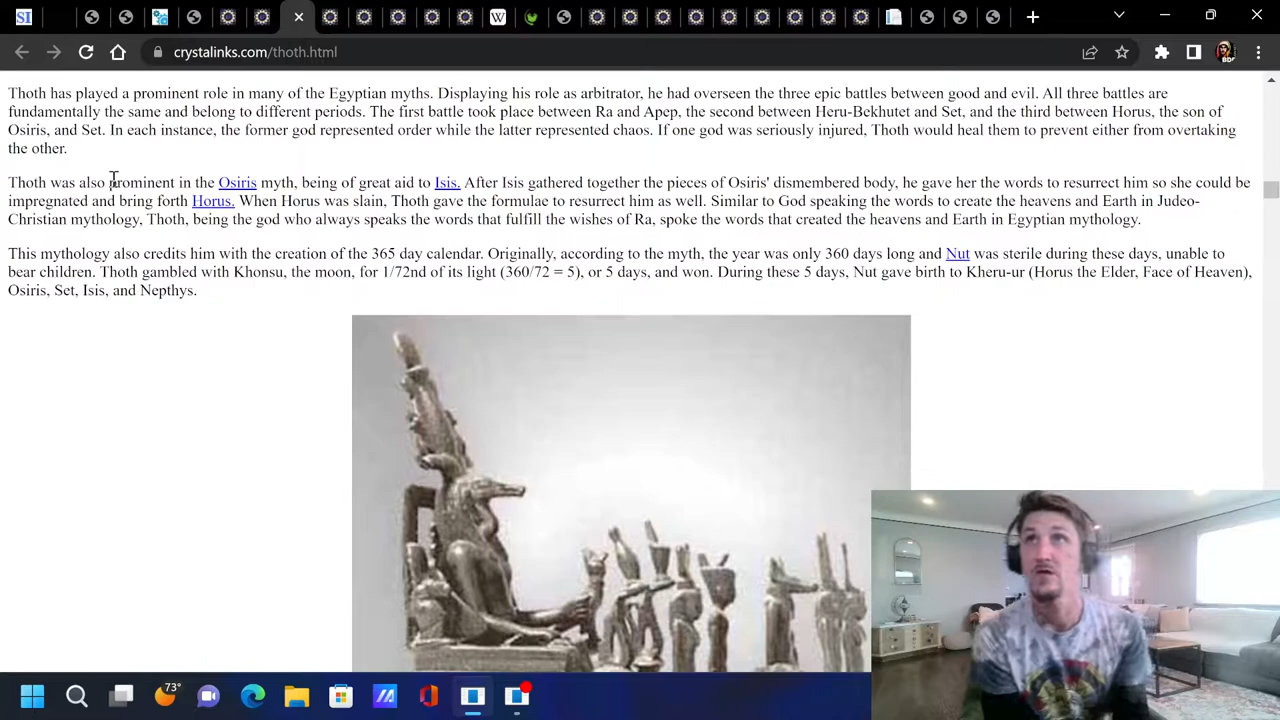 SI
W
crystalinks.com/thoth.html
BDP
Thoth has played a prominent role in many of the Egyptian myths. Displaying his role as arbitrator, he had overseen the three epic battles between good and evil. All three battles are
fundamentally the same and belong to different periods. The first battle took place between Ra and Apep, the second between Heru-Bekhutet and Set, and the third between Horus, the son of
Osiris, and Set. In each instance, the former god represented order while the latter represented chaos. If one god was seriously injured, Thoth would heal them to prevent either from overtaking
the other.
Thoth was also prominent in the Osiris myth, being of great aid to Isis. After Isis gathered together the pieces of Osiris' dismembered body, he gave her the words to resurrect him so she could be
impregnated and bring forth Horus. When Horus was slain, Thoth gave the formulae to resurrect him as well. Similar to God speaking the words to create the heavens and Earth in Judeo-
Christian mythology, Thoth, being the god who always speaks the words that fulfill the wishes of Ra, spoke the words that created the heavens and Earth in Egyptian mythology.
This mythology also credits him with the creation of the 365 day calendar. Originally, according to the myth, the year was only 360 days long and Nut was sterile during these days, unable to
bear children. Thoth gambled with Khonsu, the moon, for 1/72nd of its light (360/72 = 5), or 5 days, and won. During these 5 days, Nut gave birth to Kheru-ur (Horus the Elder, Face of Heaven),
Osiris, Set, Isis, and Nepthys.
73°